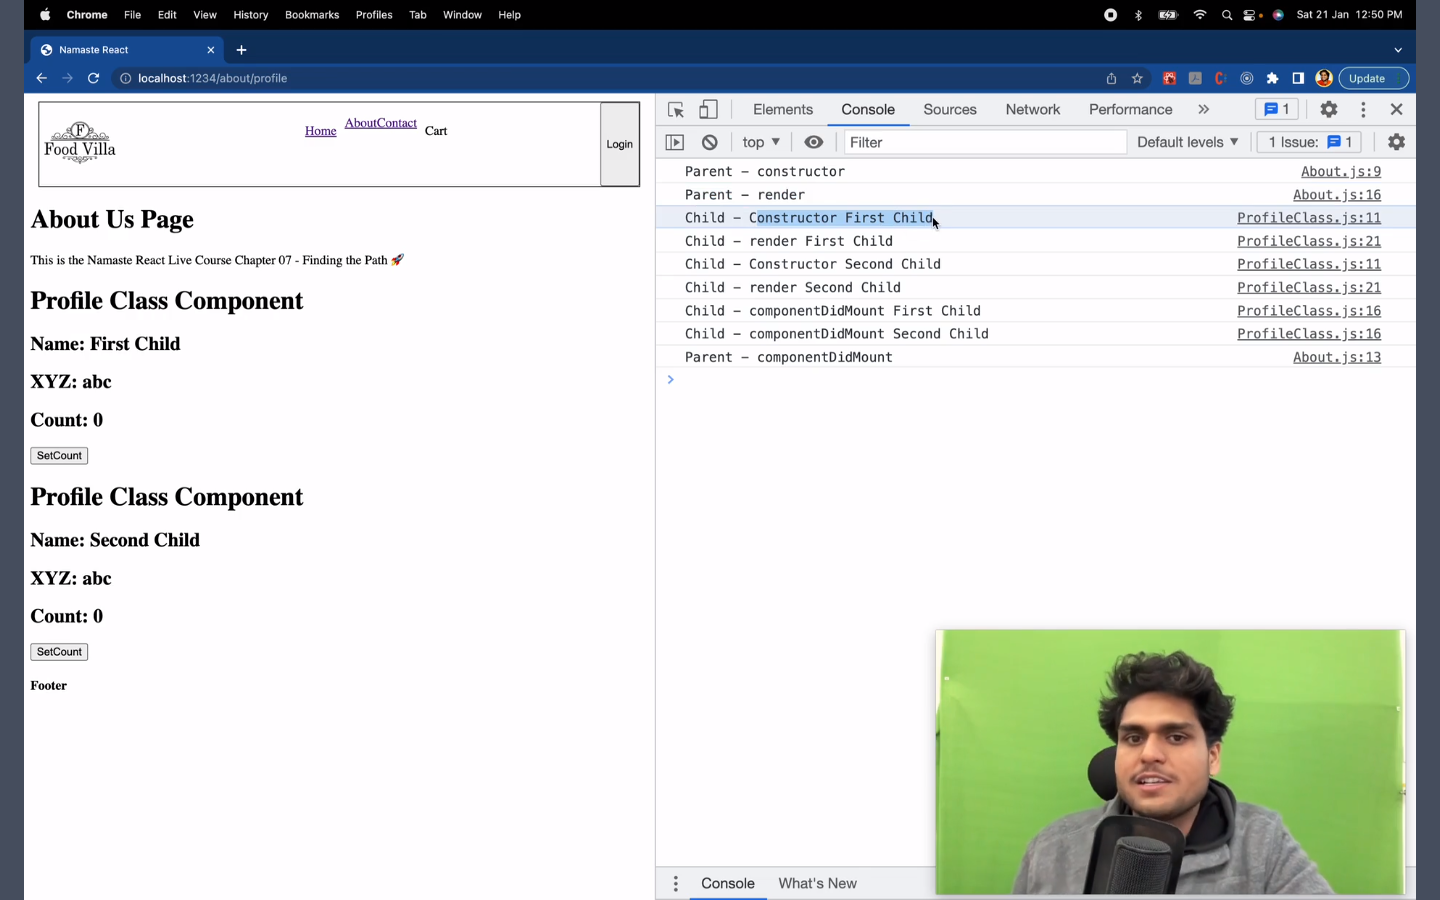 Chrome File Edit View History Bookmarks Profiles Tab Window Help Sat 21 Jan 12:50 PM
Namaste React
localhost:1234/about/profile Update
F
Food Villa
Home AboutContact Cart Login
About Us Page
This is the Namaste React Live Course Chapter 07 - Finding the Path 🚀
Profile Class Component
Name: First Child
XYZ: abc
Count: 0
SetCount
Profile Class Component
Name: Second Child
XYZ: abc
Count: 0
SetCount
Footer
Elements Console Sources Network Performance » 1
top ▼ Filter Default levels ▼ 1 Issue: 1
Parent – constructor About.js:9
Parent – render About.js:16
Child – Constructor First Child ProfileClass.js:11
Child – render First Child ProfileClass.js:21
Child – Constructor Second Child ProfileClass.js:11
Child – render Second Child ProfileClass.js:21
Child – componentDidMount First Child ProfileClass.js:16
Child – componentDidMount Second Child ProfileClass.js:16
Parent – componentDidMount About.js:13
Console What's New